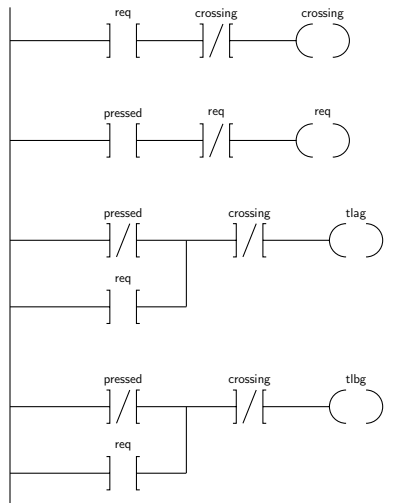 req crossing crossing
pressed req req
pressed crossing tlag
req
pressed crossing tlbg
req